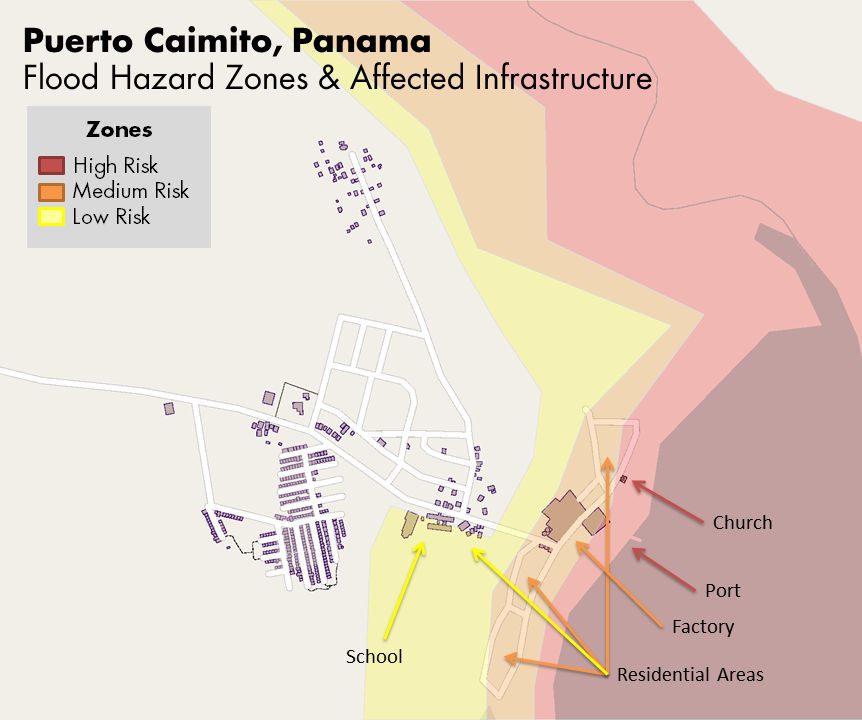 Puerto Caimito, Panama
Flood Hazard Zones & Affected Infrastructure
Zones
High Risk
Medium Risk
Low Risk
Church
Port
Factory
School
Residential Areas